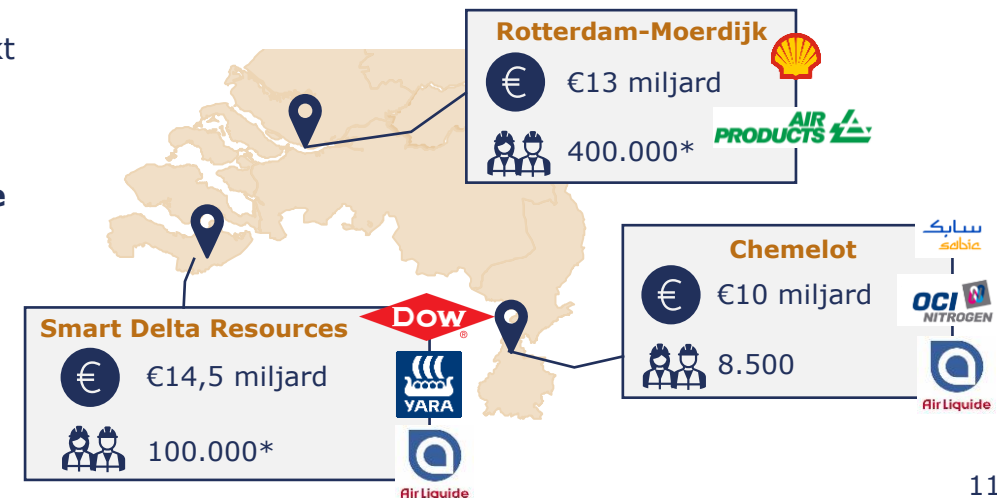 kt
e
Rotterdam-Moerdijk
€ €13 miljard
400.000*
AIR
PRODUCTS
Chemelot
€ €10 miljard
8.500
سابك
sabic
OCI N
NITROGEN
Air Liquide
Smart Delta Resources
€ €14,5 miljard
100.000*
Dow
®
YARA
Air Liquide
11